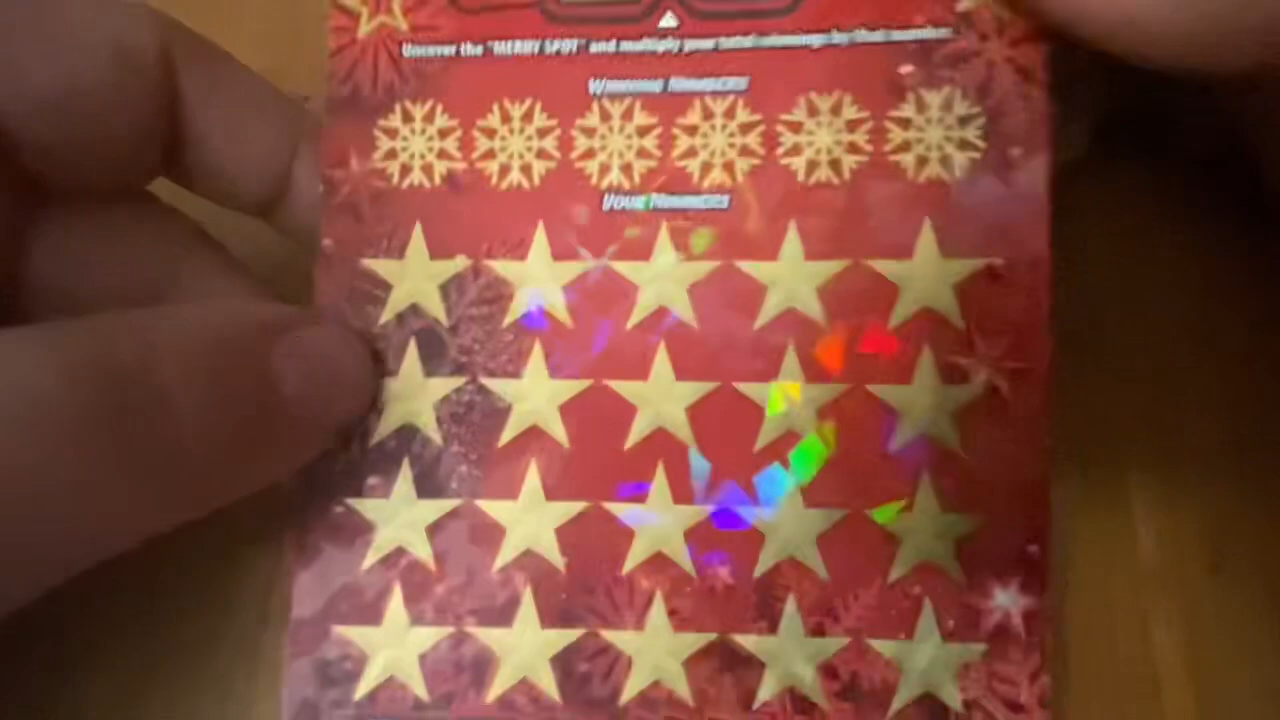 Uncover the "MERRY SPOT" and multiply your total winnings by that number.
WINNING NUMBERS
YOUR NUMBERS